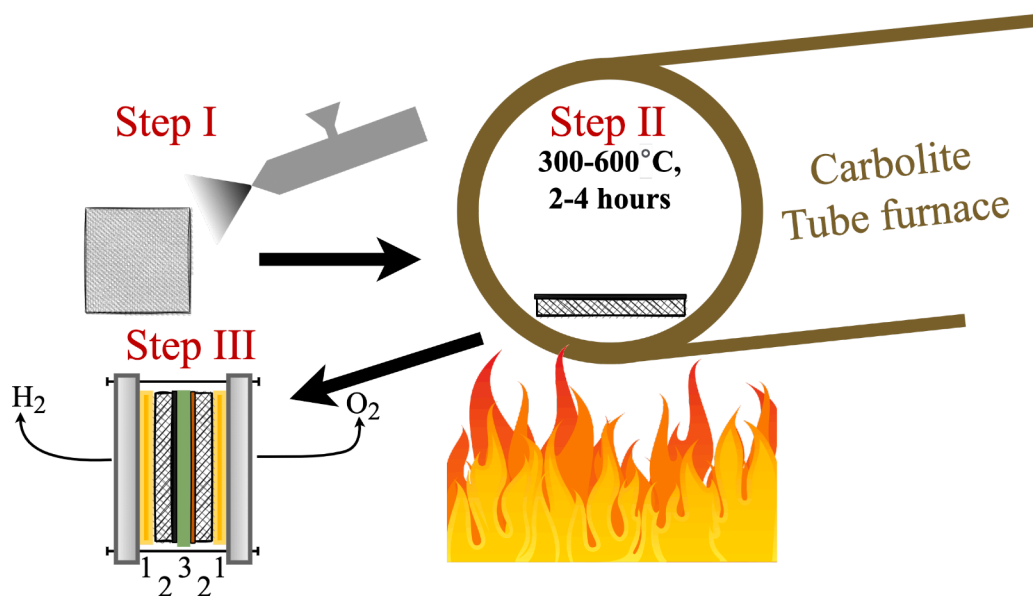 Step I
Step II
300-600°C,
2-4 hours
Carbolite
Tube furnace
Step III
H₂
O₂
1
2
3
2
1